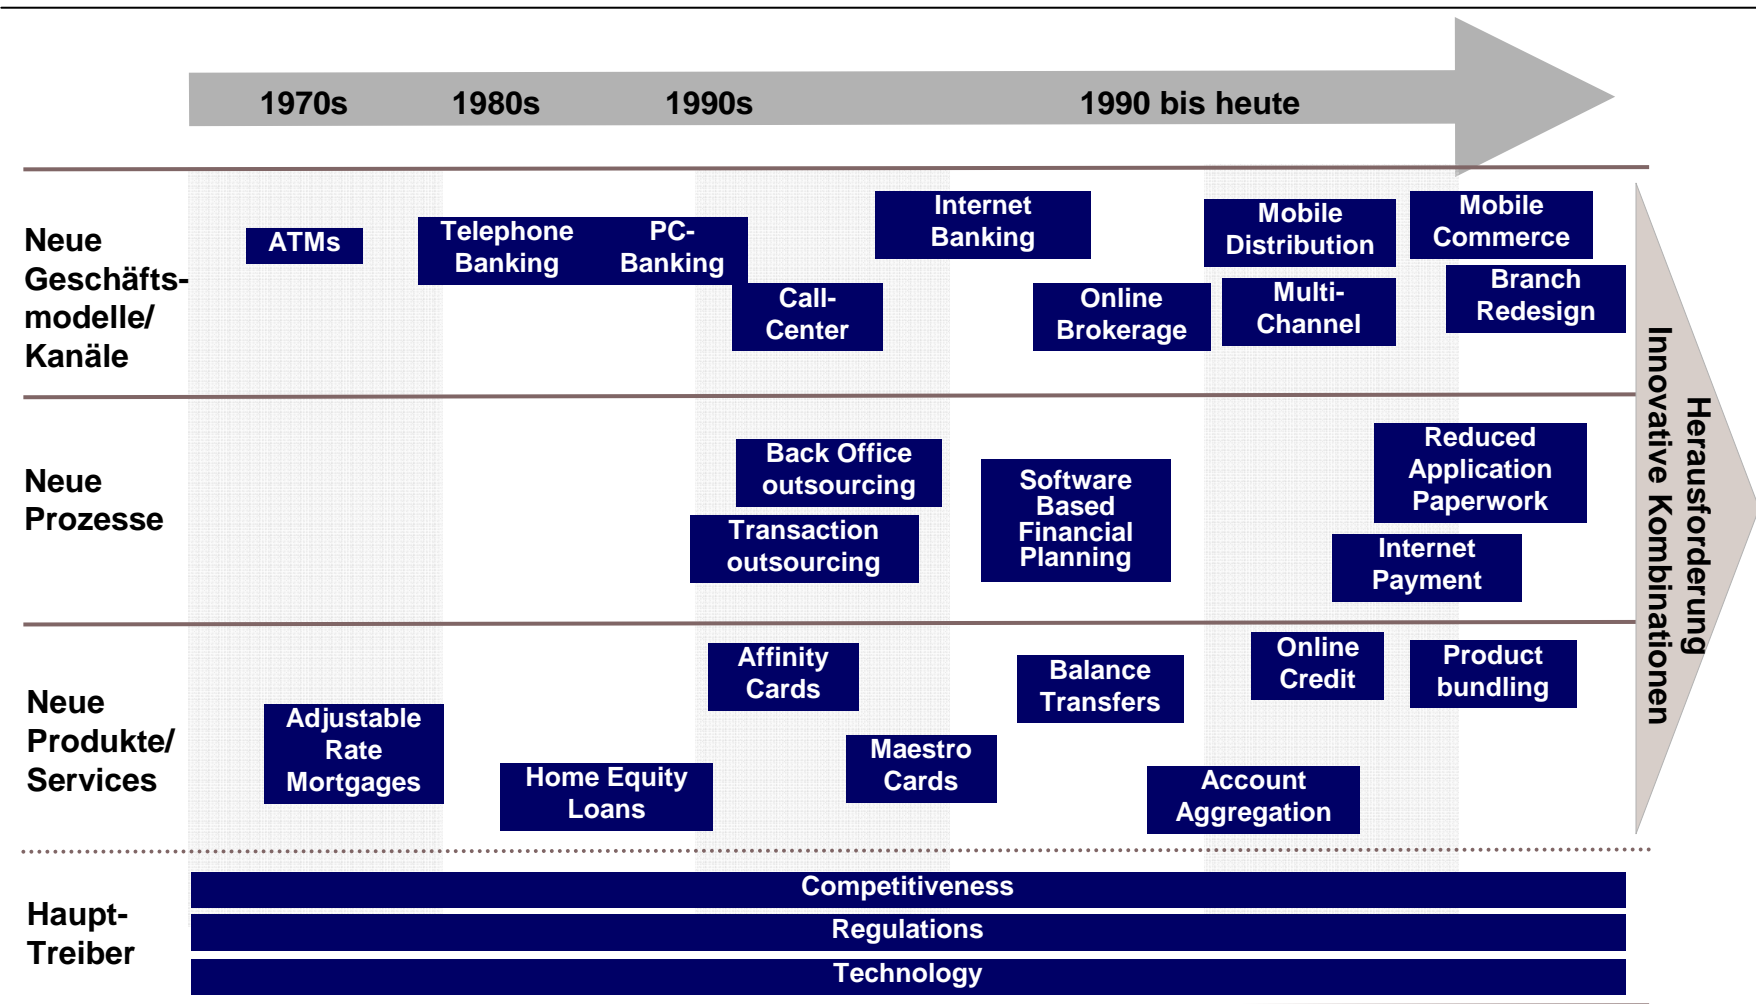 1970s 1980s 1990s 1990 bis heute
Neue
Geschäfts-
modelle/
Kanäle
ATMs
Telephone
Banking
PC-
Banking
Call-
Center
Internet
Banking
Online
Brokerage
Mobile
Distribution
Multi-
Channel
Mobile
Commerce
Branch
Redesign
Neue
Prozesse
Back Office
outsourcing
Transaction
outsourcing
Software
Based
Financial
Planning
Reduced
Application
Paperwork
Internet
Payment
Neue
Produkte/
Services
Adjustable
Rate
Mortgages
Home Equity
Loans
Affinity
Cards
Maestro
Cards
Balance
Transfers
Account
Aggregation
Online
Credit
Product
bundling
Herausforderung
Innovative Kombinationen
Haupt-
Treiber
Competitiveness
Regulations
Technology